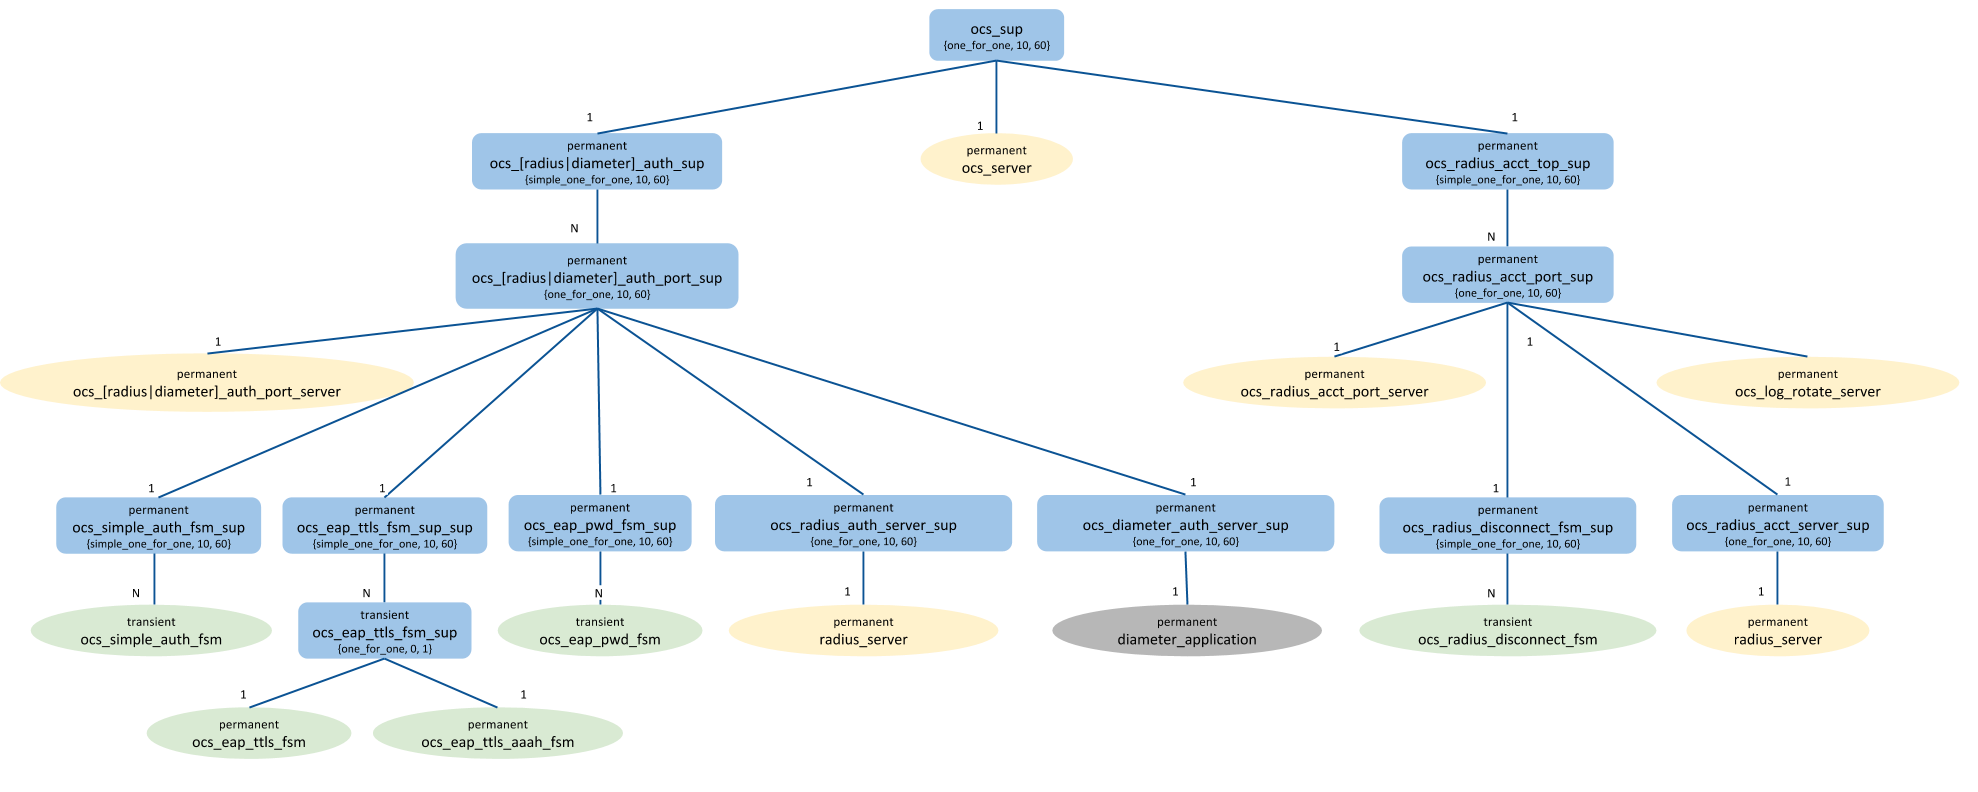 ocs_sup
{one_for_one, 10, 60}
1
1
1
permanent
ocs_[radius|diameter]_auth_sup
{simple_one_for_one, 10, 60}
permanent
ocs_server
permanent
ocs_radius_acct_top_sup
{simple_one_for_one, 10, 60}
N
N
permanent
ocs_[radius|diameter]_auth_port_sup
{one_for_one, 10, 60}
permanent
ocs_radius_acct_port_sup
{one_for_one, 10, 60}
1
1
1
permanent
ocs_[radius|diameter]_auth_port_server
permanent
ocs_radius_acct_port_server
permanent
ocs_log_rotate_server
1
1
1
1
1
1
1
permanent
ocs_simple_auth_fsm_sup
{simple_one_for_one, 10, 60}
permanent
ocs_eap_ttls_fsm_sup_sup
{simple_one_for_one, 10, 60}
permanent
ocs_eap_pwd_fsm_sup
{simple_one_for_one, 10, 60}
permanent
ocs_radius_auth_server_sup
{one_for_one, 10, 60}
permanent
ocs_diameter_auth_server_sup
{one_for_one, 10, 60}
permanent
ocs_radius_disconnect_fsm_sup
{simple_one_for_one, 10, 60}
permanent
ocs_radius_acct_server_sup
{one_for_one, 10, 60}
N
N
N
1
1
N
1
transient
ocs_simple_auth_fsm
transient
ocs_eap_ttls_fsm_sup
{one_for_one, 0, 1}
transient
ocs_eap_pwd_fsm
permanent
radius_server
permanent
diameter_application
transient
ocs_radius_disconnect_fsm
permanent
radius_server
1
1
permanent
ocs_eap_ttls_fsm
permanent
ocs_eap_ttls_aaah_fsm